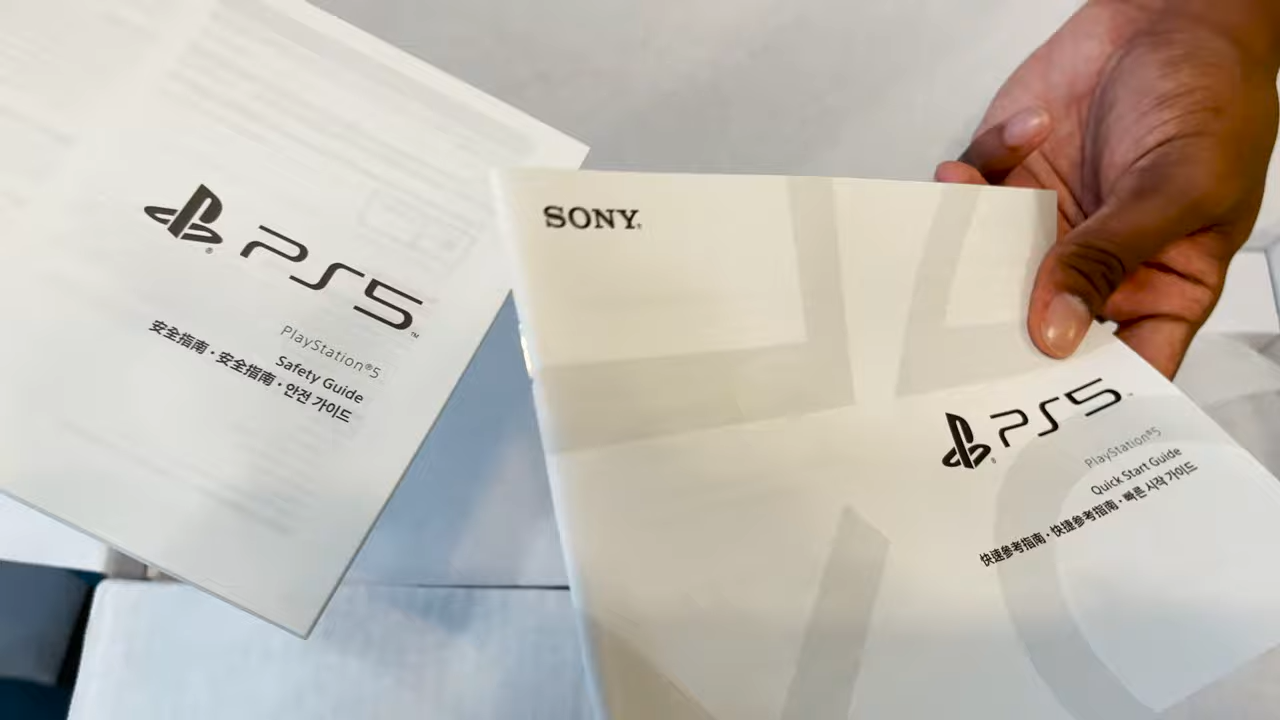 PS5™
PlayStation®5
Safety Guide
安全指南・安全指南・안전 가이드
SONY®
PS5™
PlayStation®5
Quick Start Guide
快速參考指南・快捷参考指南・빠른 시작 가이드